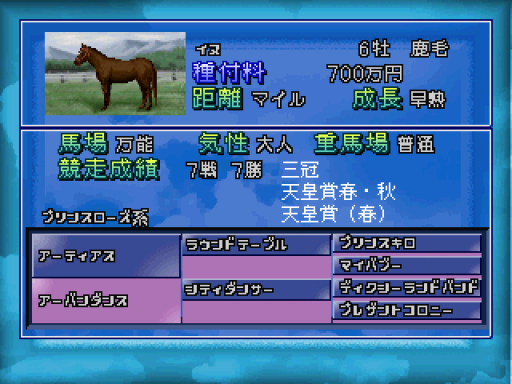 イヌ 6牡 鹿毛
種付料 700万円
距離 マイル 成長 早熟
馬場 万能 気性 大人 重馬場 普通
競走成績 7戦 7勝 三冠
天皇賞春・秋
天皇賞（春）
プリンスローズ系
ラウンドテーブル プリンスキロ
アーティアス マイバブー
シティダンサー ディクシーランドバンド
アーバンダンス プレザントコロニー